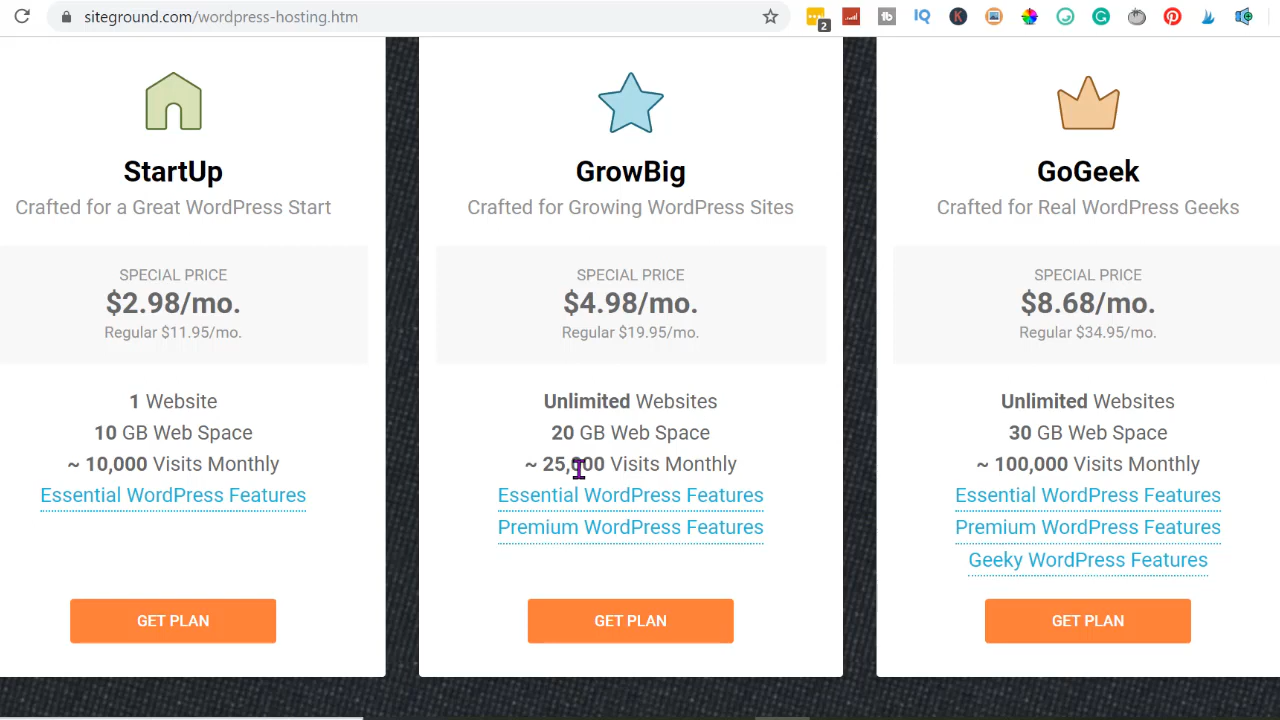 siteground.com/wordpress-hosting.htm
2
tb
IQ
K
G
StartUp
Crafted for a Great WordPress Start
SPECIAL PRICE
$2.98/mo.
Regular $11.95/mo.
1 Website
10 GB Web Space
~ 10,000 Visits Monthly
Essential WordPress Features
GET PLAN
GrowBig
Crafted for Growing WordPress Sites
SPECIAL PRICE
$4.98/mo.
Regular $19.95/mo.
Unlimited Websites
20 GB Web Space
~ 25,000 Visits Monthly
Essential WordPress Features
Premium WordPress Features
GET PLAN
GoGeek
Crafted for Real WordPress Geeks
SPECIAL PRICE
$8.68/mo.
Regular $34.95/mo.
Unlimited Websites
30 GB Web Space
~ 100,000 Visits Monthly
Essential WordPress Features
Premium WordPress Features
Geeky WordPress Features
GET PLAN